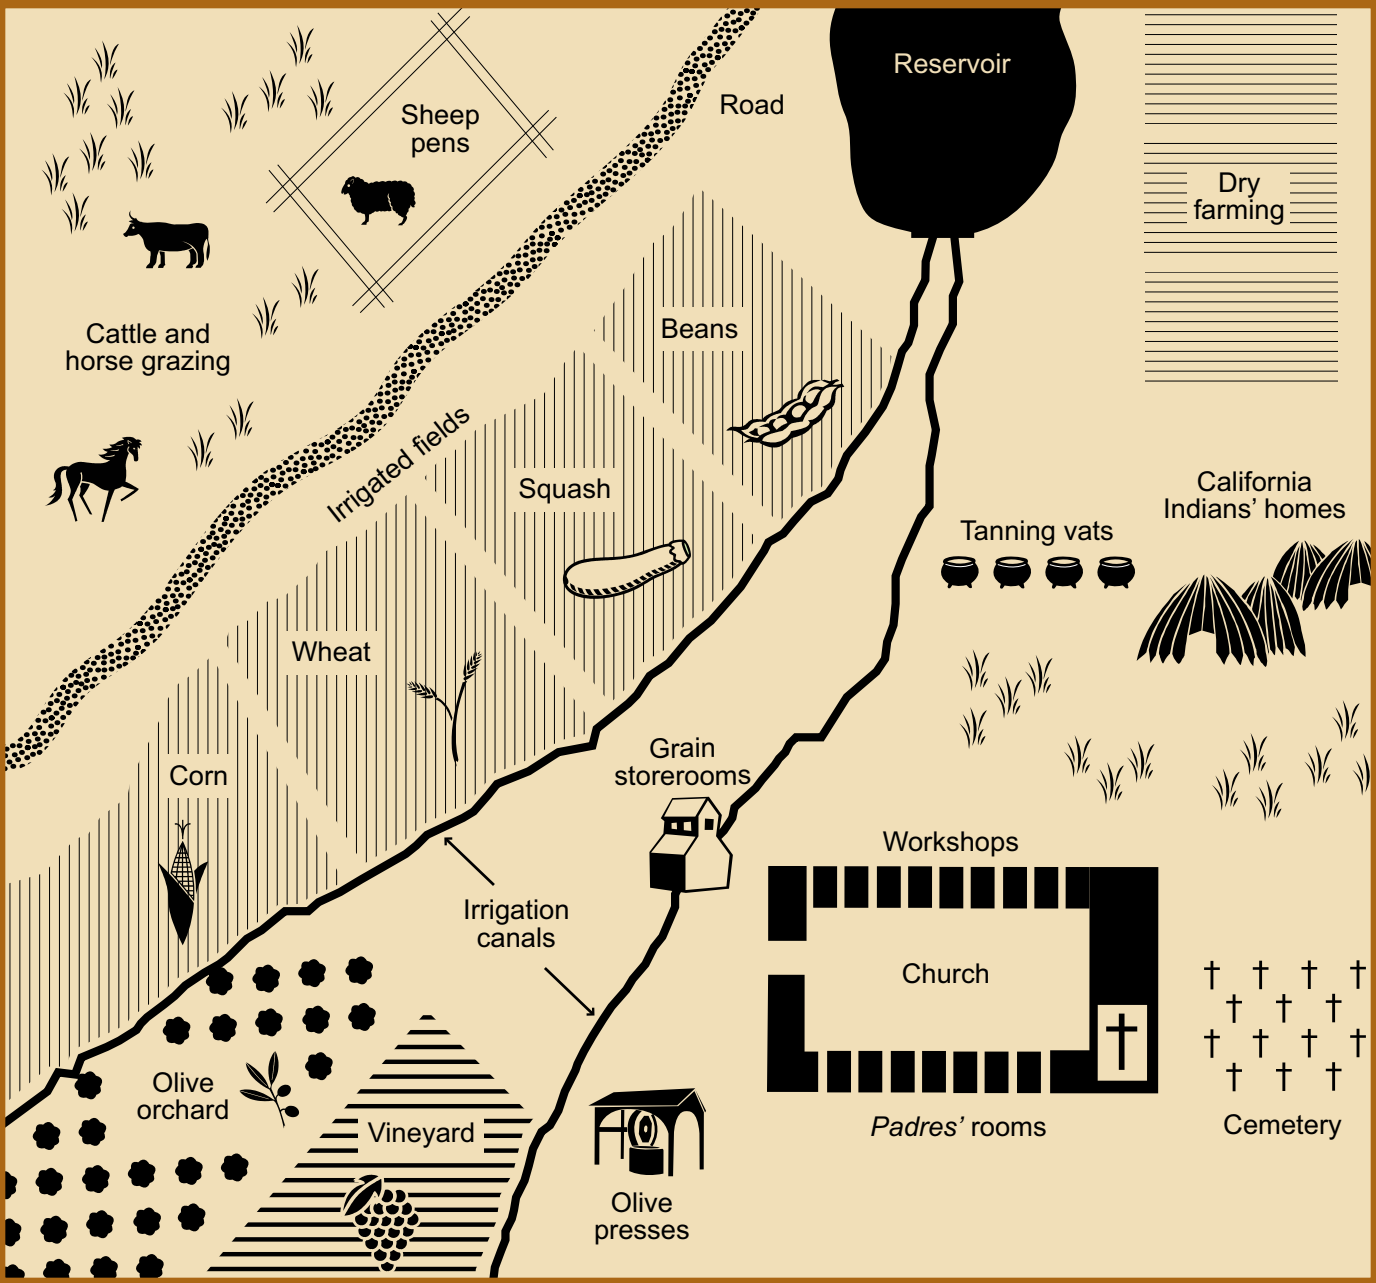 Reservoir
Road
Sheep
pens
Dry
farming
Cattle and
horse grazing
Beans
Irrigated fields
Squash
California
Indians’ homes
Tanning vats
Wheat
Grain
storerooms
Corn
Workshops
Irrigation
canals
Church
Olive
orchard
Vineyard
Padres’ rooms
Cemetery
Olive
presses